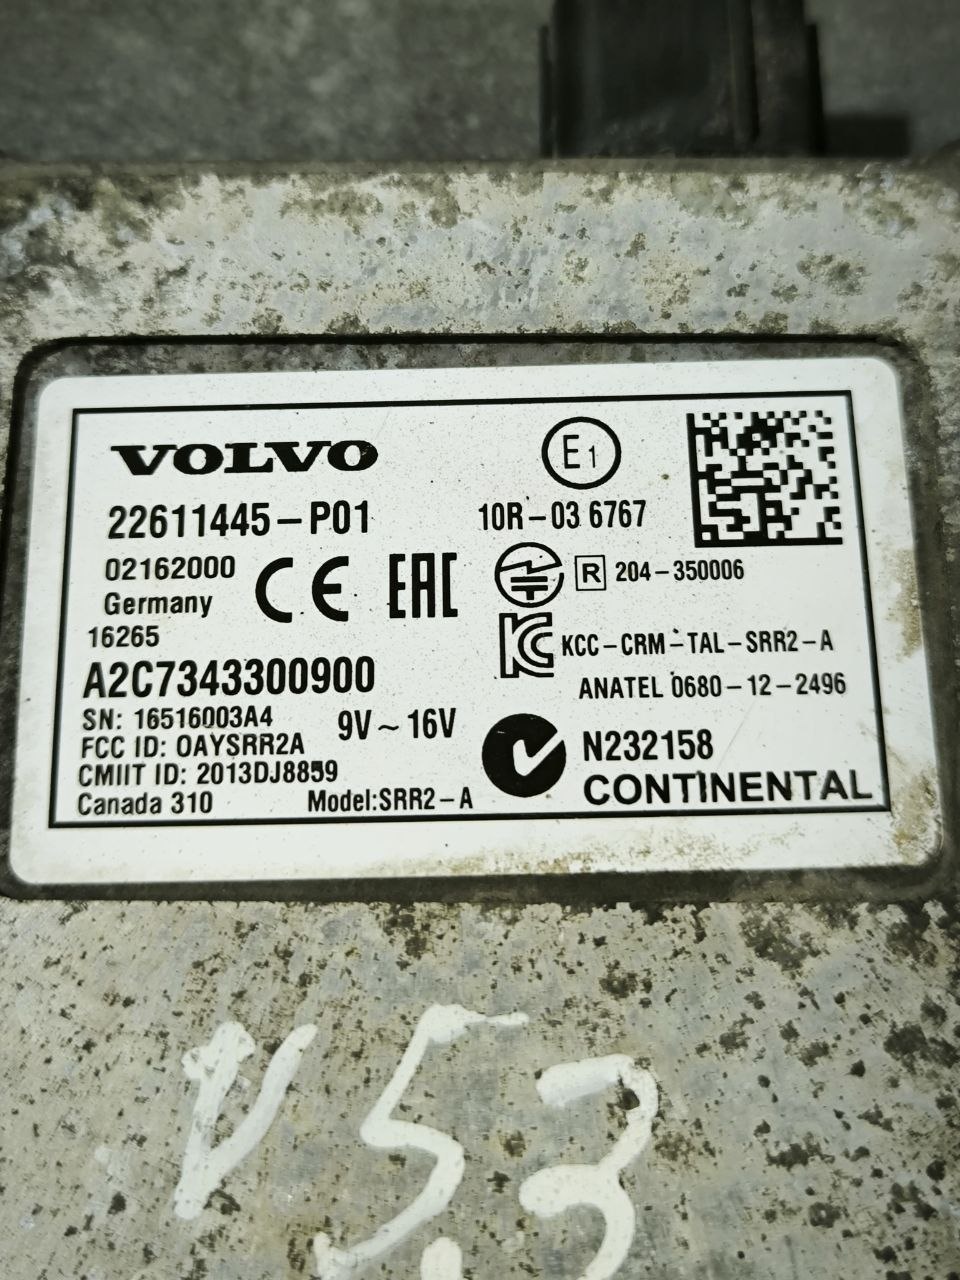 VOLVO
E1
22611445-P01
10R-03 6767
02162000
CE
EAC
R 204-350006
Germany
16265
KC KCC-CRM-TAL-SRR2-A
A2C7343300900
ANATEL 0680-12-2496
SN: 16516003A4
9V~16V
FCC ID: OAYSRR2A
N232158
CMIIT ID: 2013DJ8859
CONTINENTAL
Canada 310
Model:SRR2-A
V53